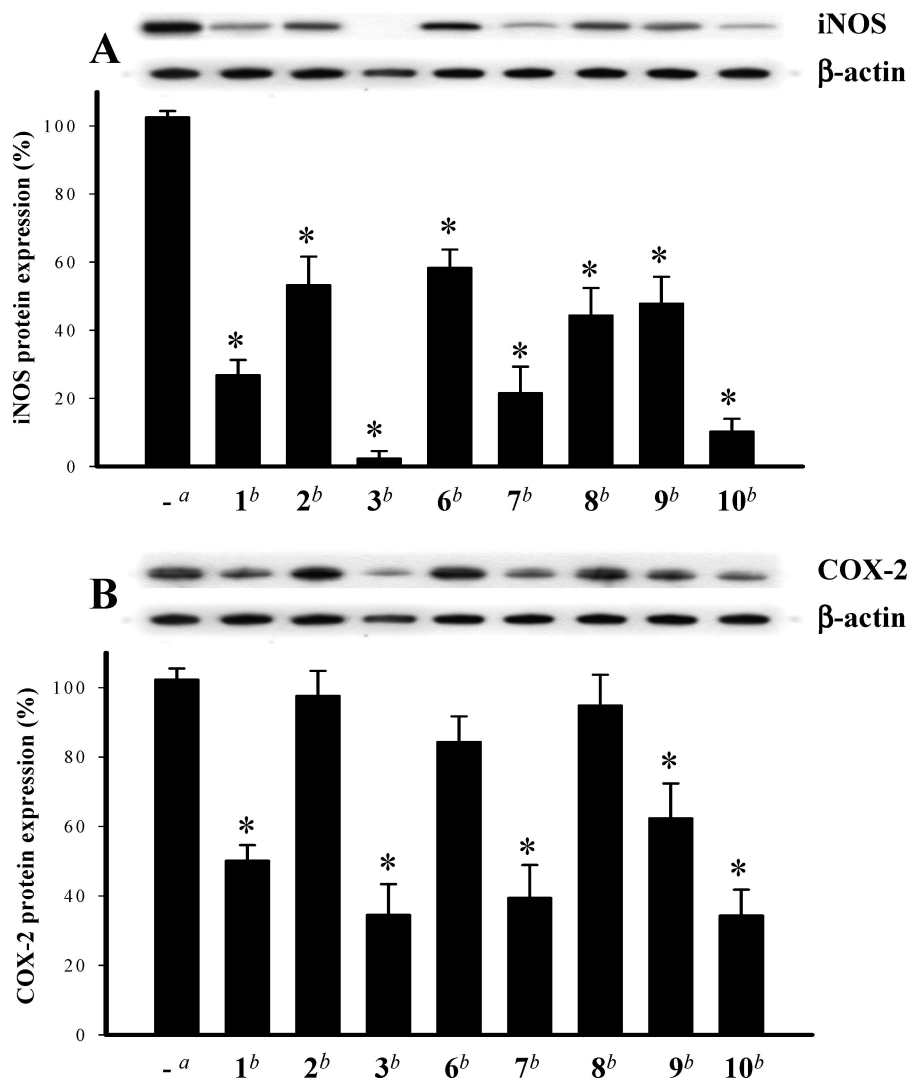 iNOS
A
β-actin
iNOS protein expression (%)
100
80
60
40
20
0
*
*
*
*
*
*
*
*
- a 1b 2b 3b 6b 7b 8b 9b 10b
COX-2
B
β-actin
COX-2 protein expression (%)
100
80
60
40
20
0
*
*
*
*
*
- a 1b 2b 3b 6b 7b 8b 9b 10b